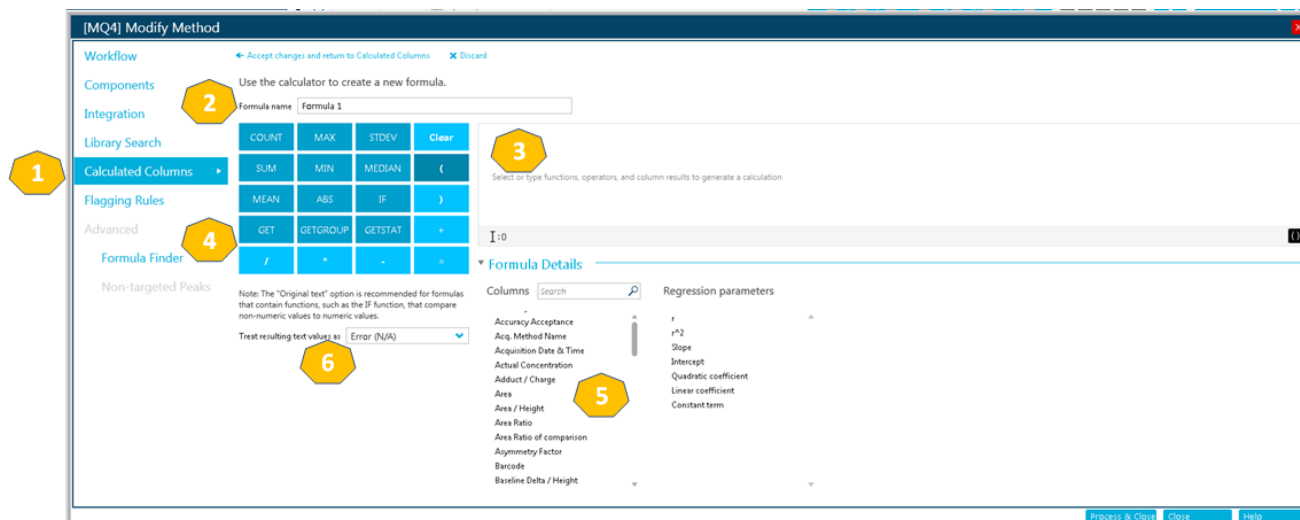 [MQ4] Modify Method
Workflow
Components
Integration
Library Search
Calculated Columns
Flagging Rules
Advanced
Formula Finder
Non-targeted Peaks
1
← Accept changes and return to Calculated Columns X Discard
Use the calculator to create a new formula.
2
Formula name Formula 1
COUNT MAX STDEV Clear
SUM MIN MEDIAN (
MEAN ABS IF )
GET GETGROUP GETSTAT +
/ * - =
4
Note: The "Original text" option is recommended for formulas
that contain functions, such as the IF function, that compare
non-numeric values to numeric values.
Treat resulting text values as Error (N/A)
6
3
Select or type functions, operators, and column results to generate a calculation
:0 ()
Formula Details
Columns Search
Accuracy Acceptance
Acq. Method Name
Acquisition Date & Time
Actual Concentration
Adduct / Charge
Area
Area / Height
Area Ratio
Area Ratio of comparison
Asymmetry Factor
Barcode
Baseline Delta / Height
5
Regression parameters
r
r^2
Slope
Intercept
Quadratic coefficient
Linear coefficient
Constant term
Process & Close Close Help